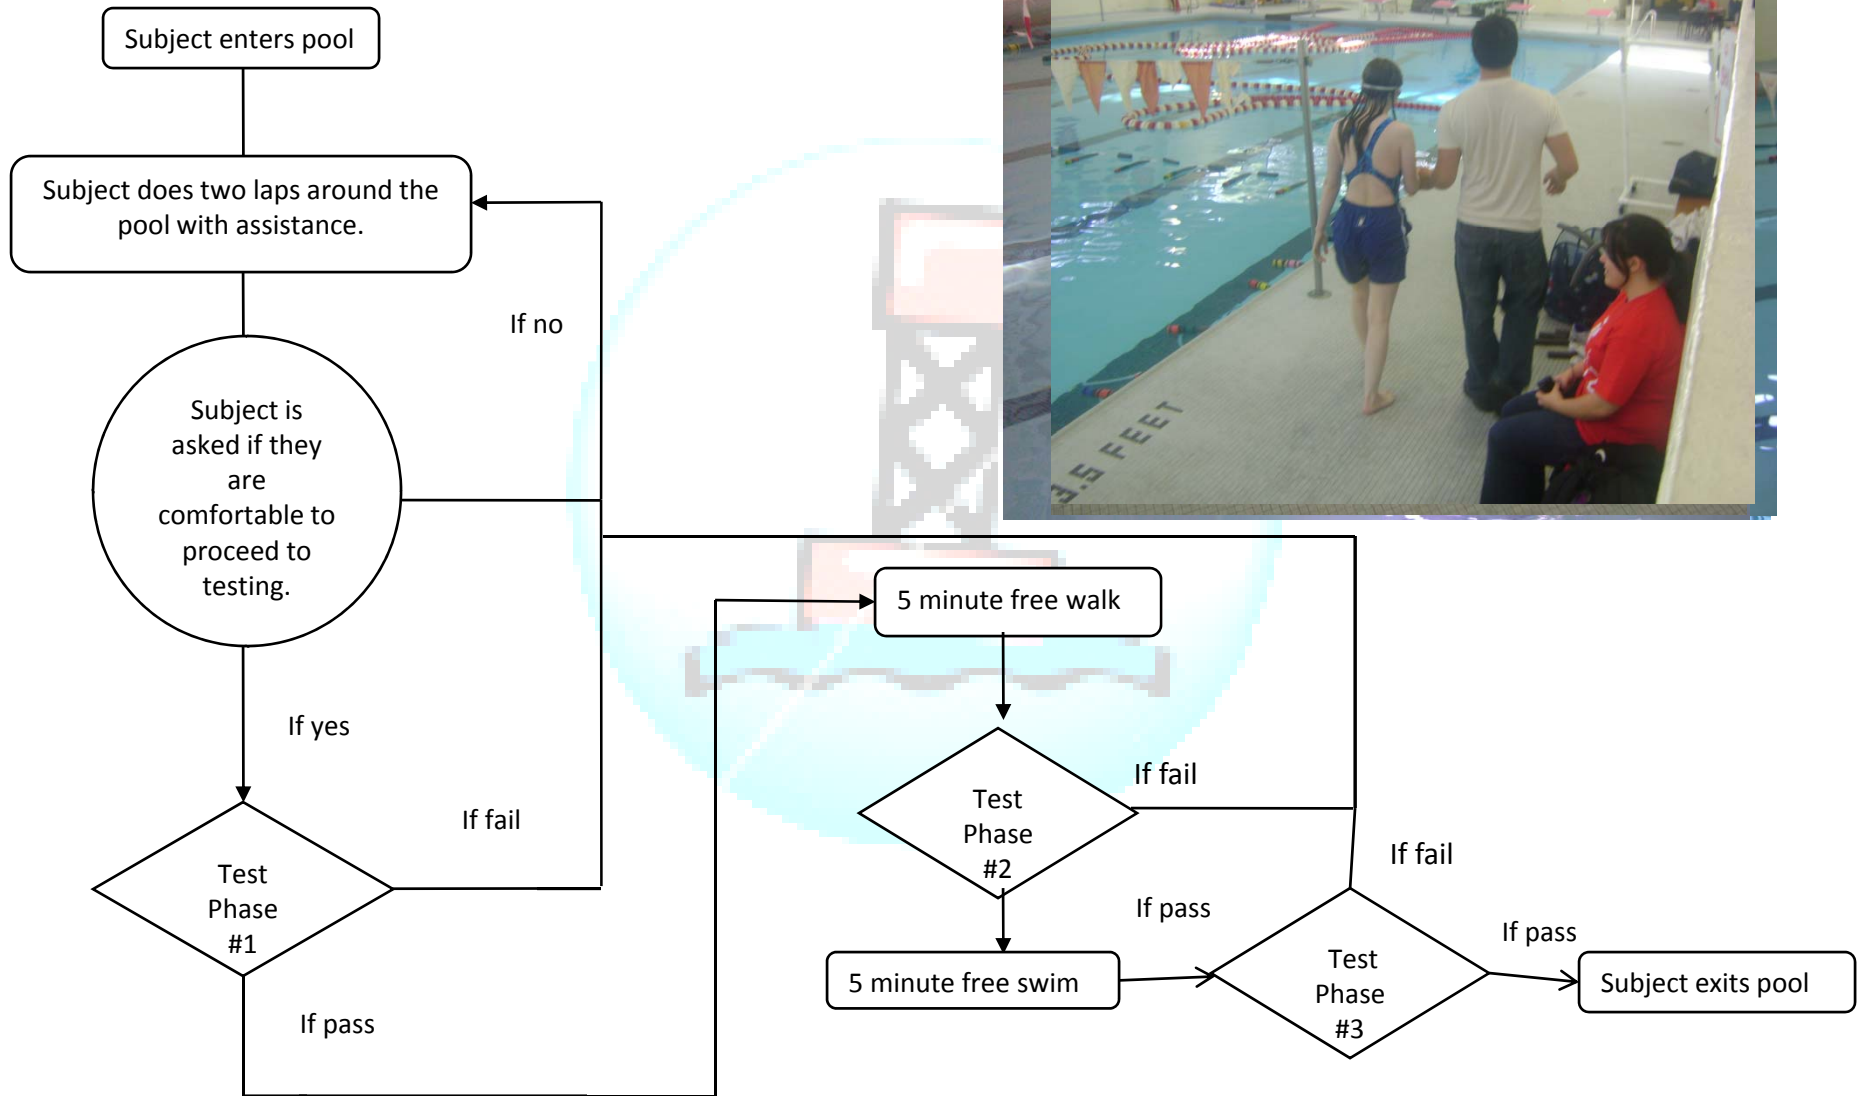 Subject enters pool
Subject does two laps around the
pool with assistance.
If no
Subject is
asked if they
are
comfortable to
proceed to
testing.
If yes
If fail
Test
Phase
#1
If pass
3.5 FEET
5 minute free walk
If fail
Test
Phase
#2
If pass
5 minute free swim
If fail
Test
Phase
#3
If pass
Subject exits pool